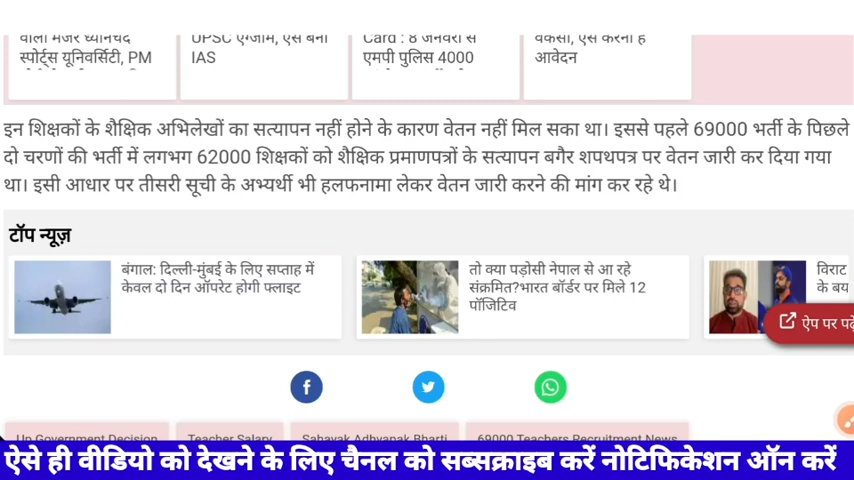 वाली मेजर ध्यानचंद
स्पोर्ट्स यूनिवर्सिटी, PM
UPSC एग्जाम, ऐसे बनीं
IAS
Card : 8 जनवरी से
एमपी पुलिस 4000
वैकेंसी, ऐसे करना है
आवेदन
इन शिक्षकों के शैक्षिक अभिलेखों का सत्यापन नहीं होने के कारण वेतन नहीं मिल सका था। इससे पहले 69000 भर्ती के पिछले
दो चरणों की भर्ती में लगभग 62000 शिक्षकों को शैक्षिक प्रमाणपत्रों के सत्यापन बगैर शपथपत्र पर वेतन जारी कर दिया गया
था। इसी आधार पर तीसरी सूची के अभ्यर्थी भी हलफनामा लेकर वेतन जारी करने की मांग कर रहे थे।
टॉप न्यूज़
बंगाल: दिल्ली-मुंबई के लिए सप्ताह में
केवल दो दिन ऑपरेट होगी फ्लाइट
तो क्या पड़ोसी नेपाल से आ रहे
संक्रमित?भारत बॉर्डर पर मिले 12
पॉजिटिव
विराट
के बय
ऐप पर पढ़ें
Up Government Decision
Teacher Salary
Sahayak Adhyapak Bharti
69000 Teachers Recruitment News
ऐसे ही वीडियो को देखने के लिए चैनल को सब्सक्राइब करें नोटिफिकेशन ऑन करें